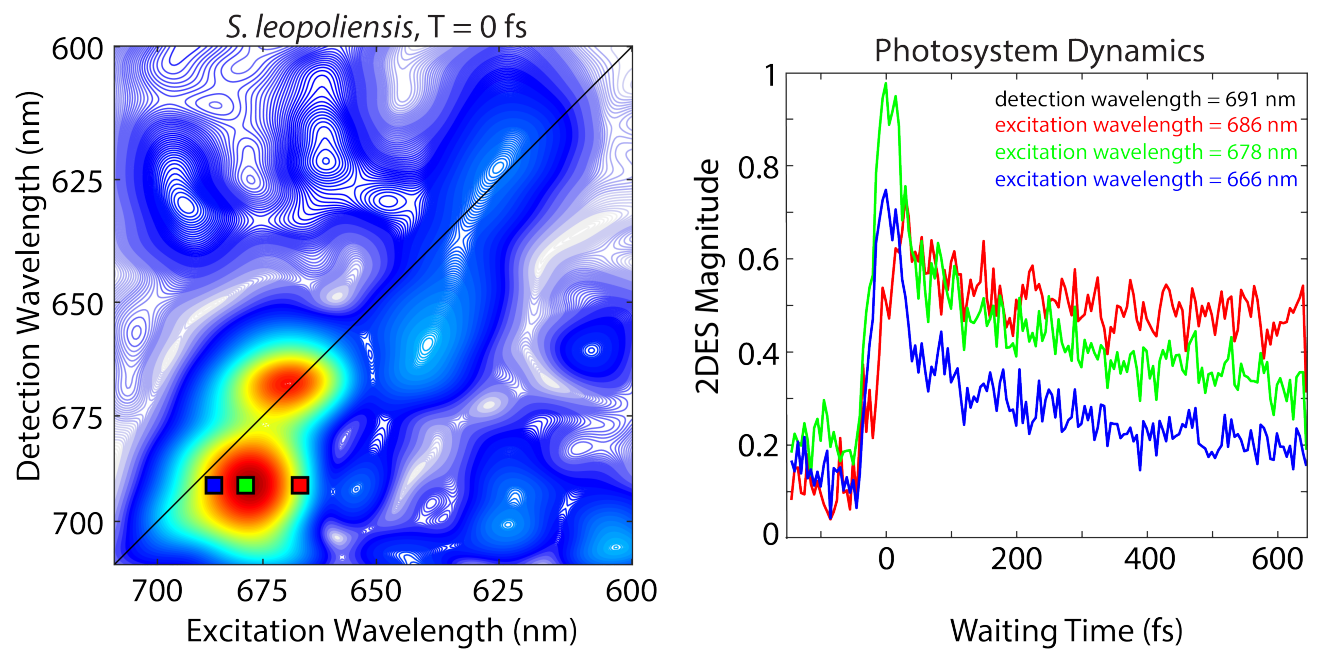 S. leopoliensis, T = 0 fs
600
625
650
675
700
Detection Wavelength (nm)
700
675
650
625
600
Excitation Wavelength (nm)
Photosystem Dynamics
1
0.8
0.6
0.4
0.2
0
2DES Magnitude
detection wavelength = 691 nm
excitation wavelength = 686 nm
excitation wavelength = 678 nm
excitation wavelength = 666 nm
0
200
400
600
Waiting Time (fs)